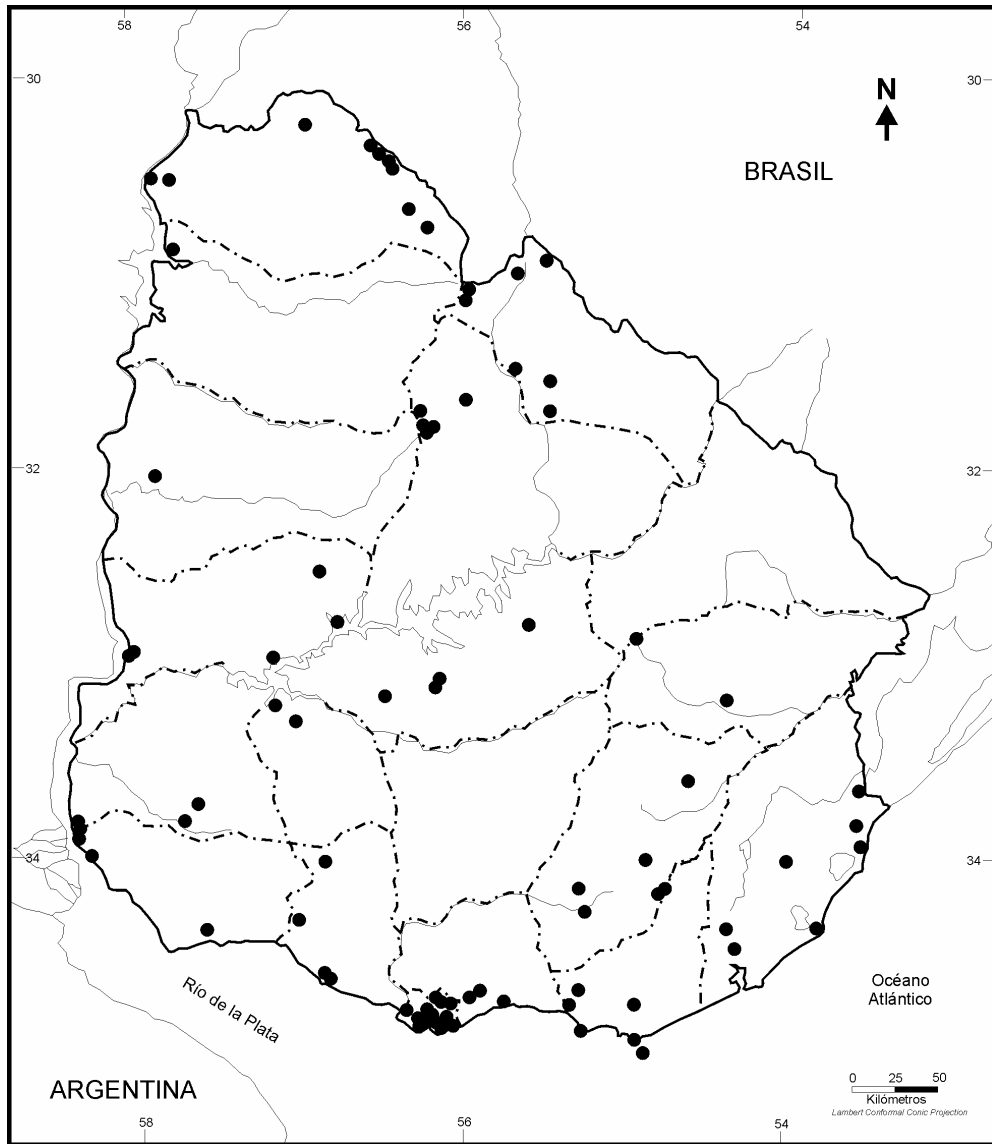 58
56
54
30
30
N
BRASIL
32
32
34
34
Río de la Plata
Océano
Atlántico
ARGENTINA
0 25 50
Kilómetros
Lambert Conformal Conic Projection
58
56
54